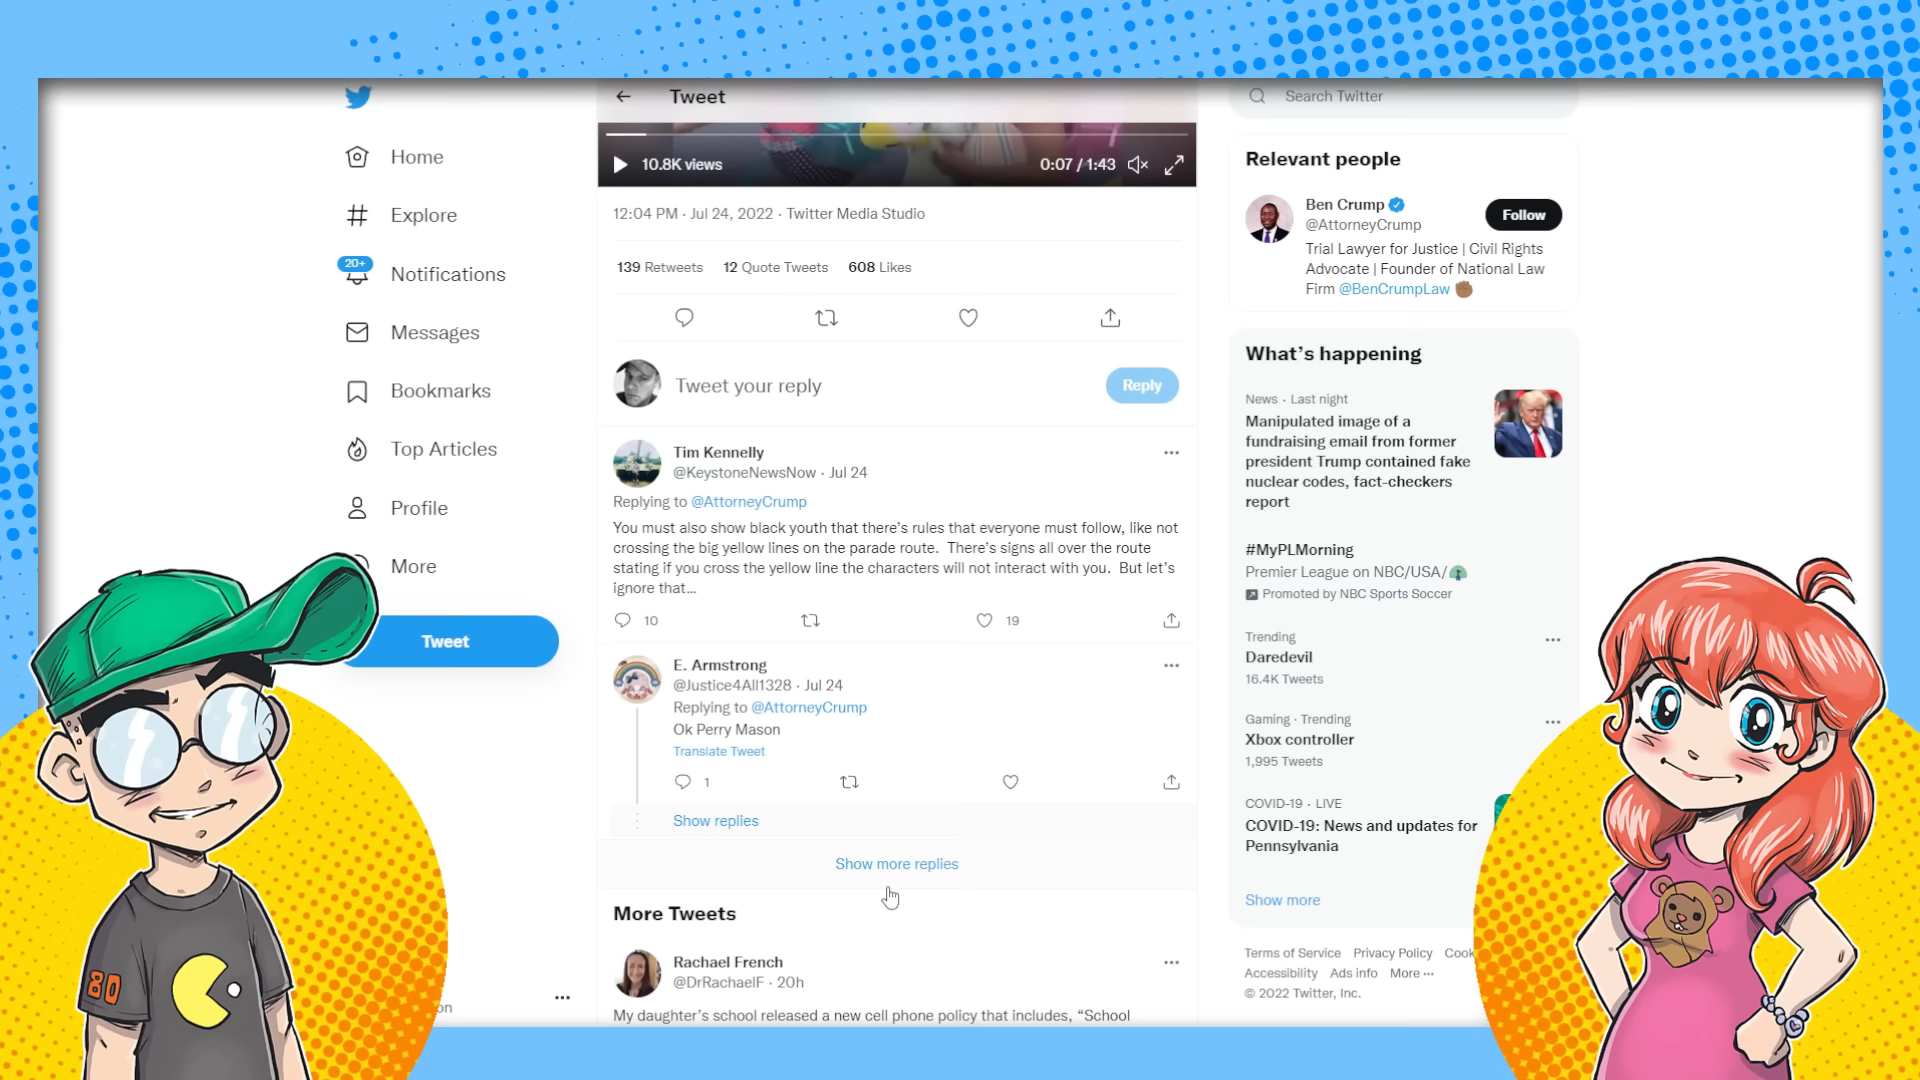 Home
Explore
20+
Notifications
Messages
Bookmarks
Top Articles
Profile
More
Tweet
on
80
Tweet
10.8K views
0:07 / 1:43
12:04 PM · Jul 24, 2022 · Twitter Media Studio
139 Retweets 12 Quote Tweets 608 Likes
Tweet your reply
Reply
Tim Kennelly
@KeystoneNewsNow · Jul 24
Replying to @AttorneyCrump
You must also show black youth that there's rules that everyone must follow, like not
crossing the big yellow lines on the parade route. There's signs all over the route
stating if you cross the yellow line the characters will not interact with you. But let's
ignore that...
10 19
E. Armstrong
@Justice4All1328 · Jul 24
Replying to @AttorneyCrump
Ok Perry Mason
Translate Tweet
1
Show replies
Show more replies
More Tweets
Rachael French
@DrRachaelF · 20h
My daughter's school released a new cell phone policy that includes, “School
Search Twitter
Relevant people
Ben Crump
@AttorneyCrump
Follow
Trial Lawyer for Justice | Civil Rights
Advocate | Founder of National Law
Firm @BenCrumpLaw
What's happening
News · Last night
Manipulated image of a
fundraising email from former
president Trump contained fake
nuclear codes, fact-checkers
report
#MyPLMorning
Premier League on NBC/USA/
Promoted by NBC Sports Soccer
Trending
Daredevil
16.4K Tweets
Gaming · Trending
Xbox controller
1,995 Tweets
COVID-19 · LIVE
COVID-19: News and updates for
Pennsylvania
Show more
Terms of Service Privacy Policy Cook
Accessibility Ads info More ···
© 2022 Twitter, Inc.